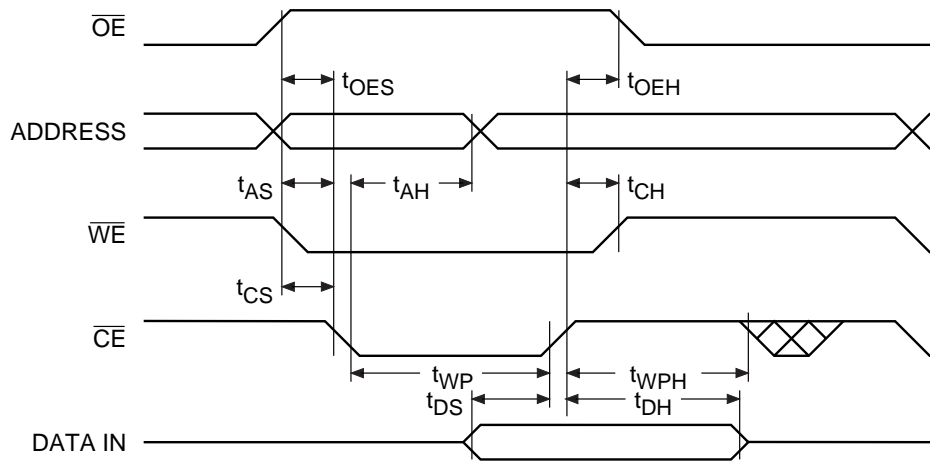 OE
tOES
tOEH
ADDRESS
tAS
tAH
tCH
WE
tCS
CE
tWP
tWPH
tDS
tDH
DATA IN